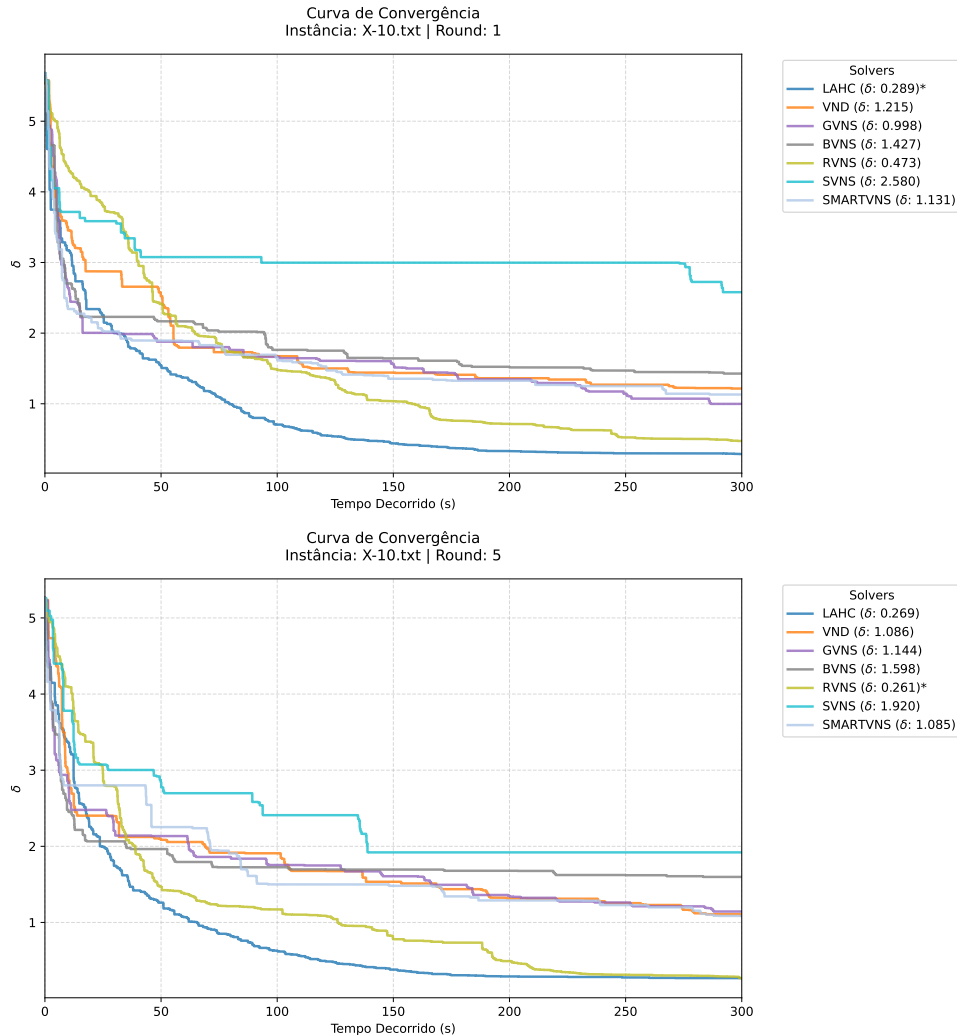 Curva de Convergência
Instância: X-10.txt | Round: 1
Solvers
LAHC (δ: 0.289)*
VND (δ: 1.215)
GVNS (δ: 0.998)
BVNS (δ: 1.427)
RVNS (δ: 0.473)
SVNS (δ: 2.580)
SMARTVNS (δ: 1.131)
5
4
3
2
1
δ
0 50 100 150 200 250 300
Tempo Decorrido (s)
Curva de Convergência
Instância: X-10.txt | Round: 5
Solvers
LAHC (δ: 0.269)
VND (δ: 1.086)
GVNS (δ: 1.144)
BVNS (δ: 1.598)
RVNS (δ: 0.261)*
SVNS (δ: 1.920)
SMARTVNS (δ: 1.085)
5
4
3
2
1
δ
0 50 100 150 200 250 300
Tempo Decorrido (s)